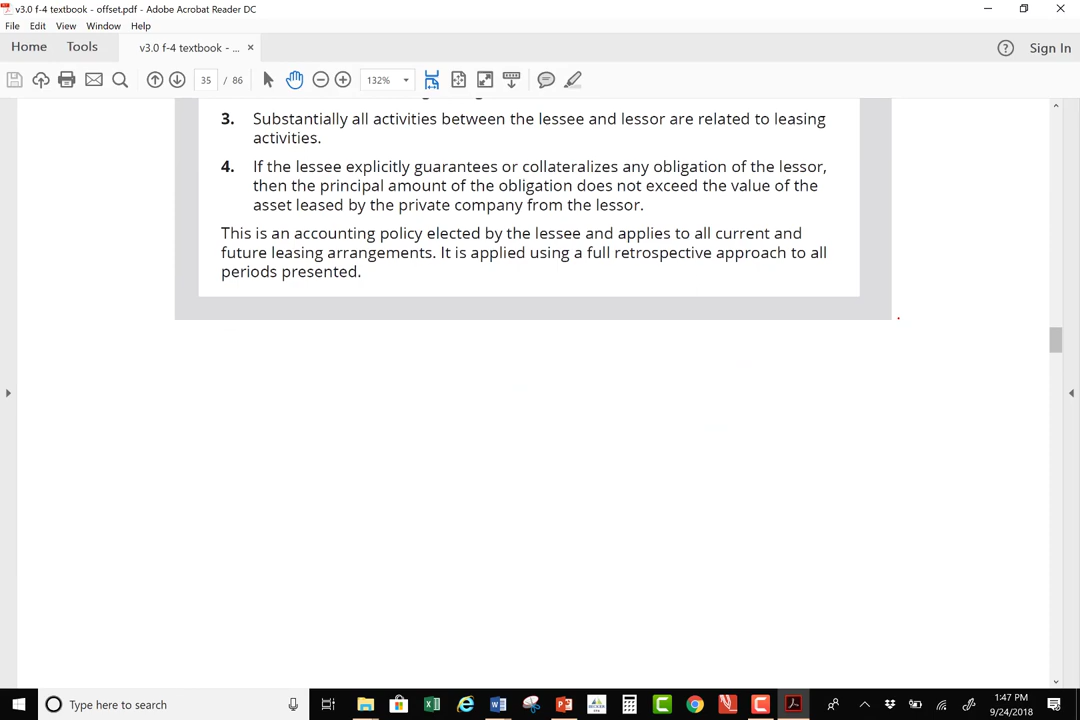 v3.0 f-4 textbook - offset.pdf - Adobe Acrobat Reader DC
File Edit View Window Help
Home Tools v3.0 f-4 textbook - ... × Sign In
35 / 86 132%
3. Substantially all activities between the lessee and lessor are related to leasing
activities.
4. If the lessee explicitly guarantees or collateralizes any obligation of the lessor,
then the principal amount of the obligation does not exceed the value of the
asset leased by the private company from the lessor.
This is an accounting policy elected by the lessee and applies to all current and
future leasing arrangements. It is applied using a full retrospective approach to all
periods presented.
Type here to search
1:47 PM
9/24/2018